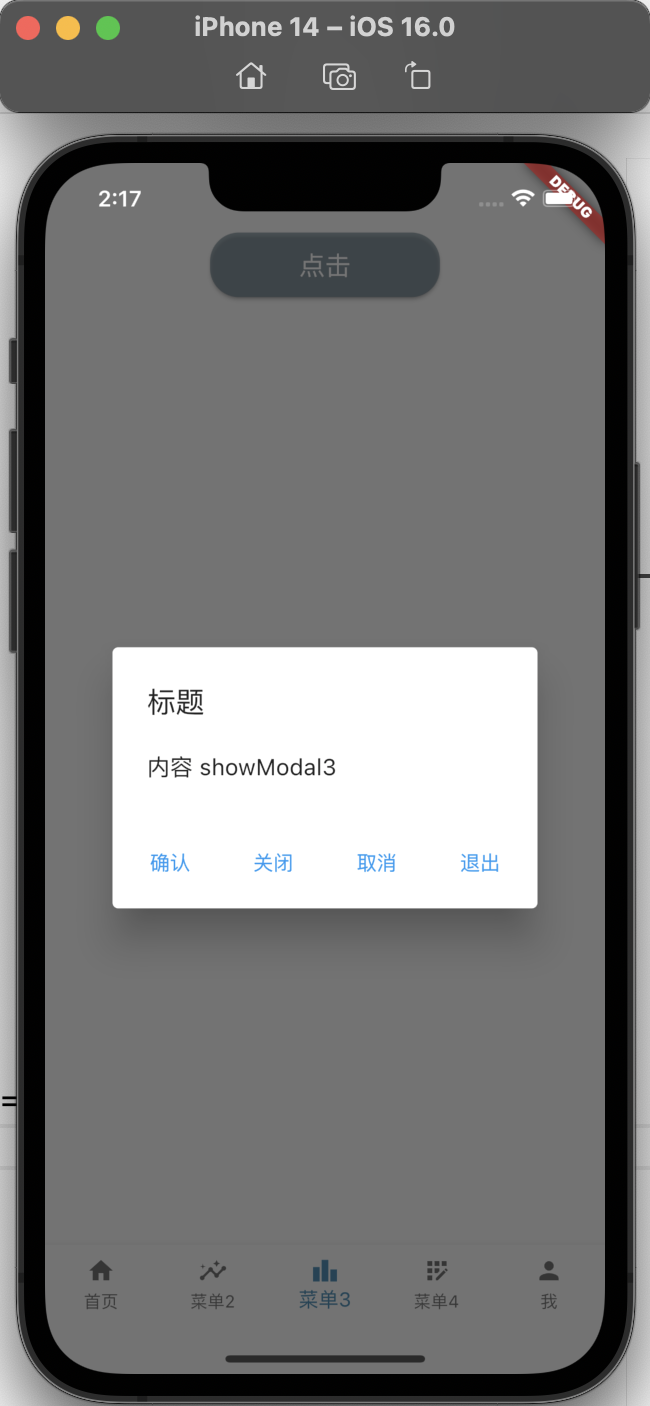 iPhone 14 – iOS 16.0
2:17
DEBUG
点击
标题
内容 showModal3
确认 关闭 取消 退出
首页 菜单2 菜单3 菜单4 我